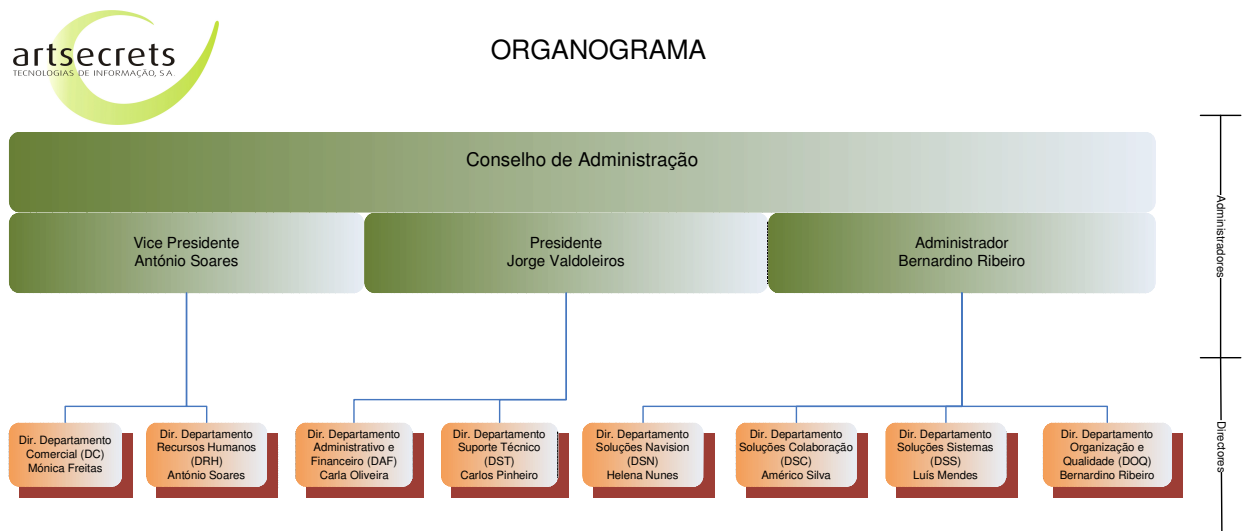 artsecrets
TECNOLOGIAS DE INFORMAÇÃO, S.A.
ORGANOGRAMA
Conselho de Administração
Vice Presidente
António Soares
Presidente
Jorge Valdoleiros
Administrador
Bernardino Ribeiro
Administradores
Dir. Departamento
Comercial (DC)
Mónica Freitas
Dir. Departamento
Recursos Humanos
(DRH)
António Soares
Dir. Departamento
Administrativo e
Financeiro (DAF)
Carla Oliveira
Dir. Departamento
Suporte Técnico
(DST)
Carlos Pinheiro
Dir. Departamento
Soluções Navision
(DSN)
Helena Nunes
Dir. Departamento
Soluções Colaboração
(DSC)
Américo Silva
Dir. Departamento
Soluções Sistemas
(DSS)
Luís Mendes
Dir. Departamento
Organização e
Qualidade (DOQ)
Bernardino Ribeiro
Directores